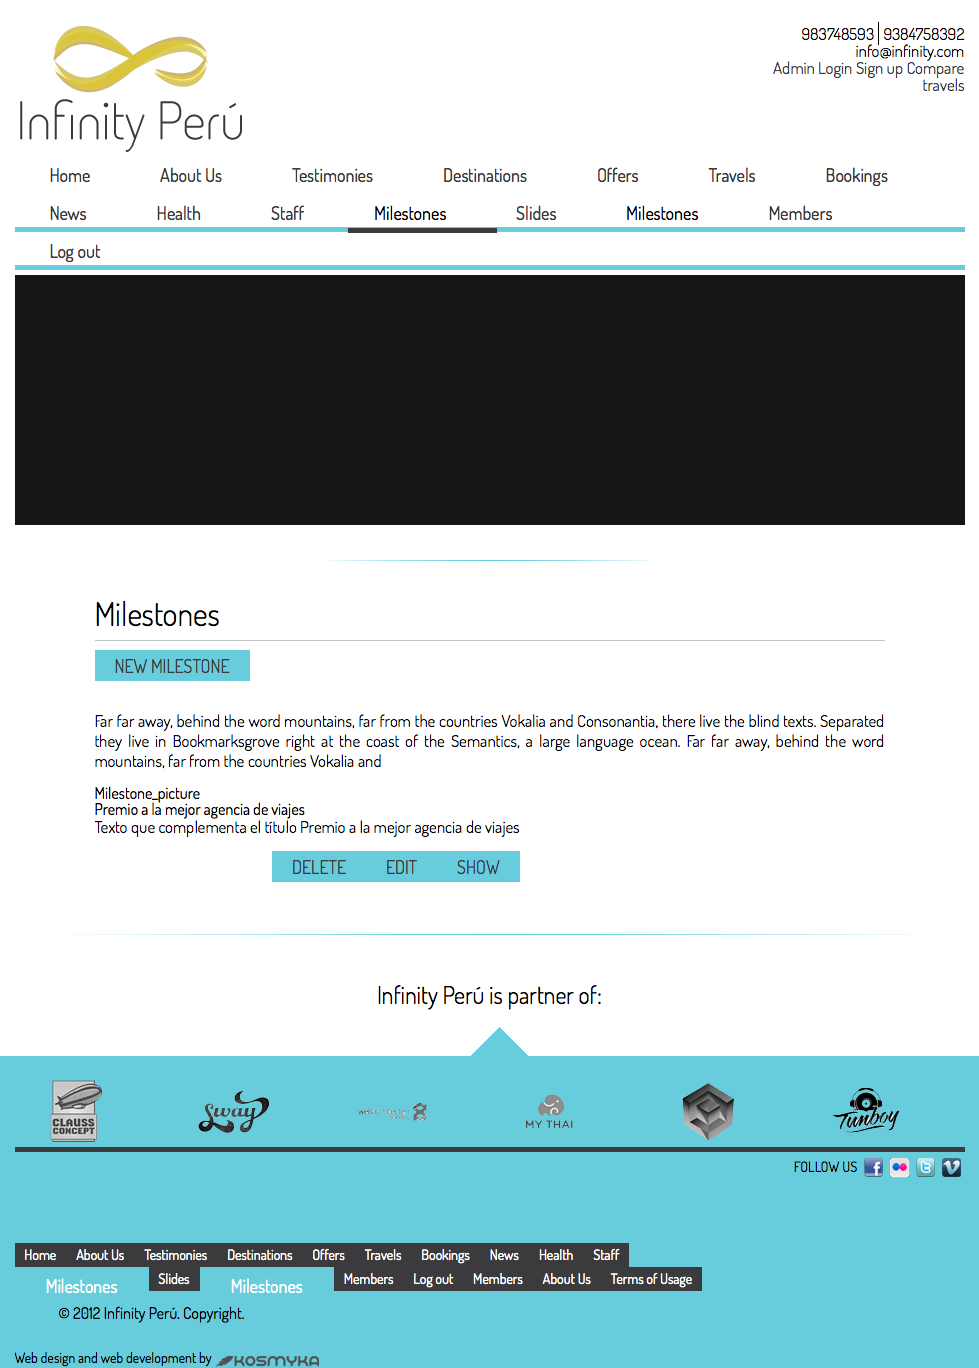 983748593 | 9384758392
info@infinity.com
Admin Login Sign up Compare
travels
Infinity Perú
Home About Us Testimonies Destinations Offers Travels Bookings
News Health Staff Milestones Slides Milestones Members
Log out
Milestones
NEW MILESTONE
Far far away, behind the word mountains, far from the countries Vokalia and Consonantia, there live the blind texts. Separated
they live in Bookmarksgrove right at the coast of the Semantics, a large language ocean. Far far away, behind the word
mountains, far from the countries Vokalia and
Milestone_picture
Premio a la mejor agencia de viajes
Texto que complementa el título Premio a la mejor agencia de viajes
DELETE EDIT SHOW
Infinity Perú is partner of:
CLAUSS
CONCEPT
Sway
MY THAI
Tunboy
FOLLOW US
Home About Us Testimonies Destinations Offers Travels Bookings News Health Staff
Milestones Slides Milestones Members Log out Members About Us Terms of Usage
© 2012 Infinity Perú. Copyright.
Web design and web development by KOSMYKA